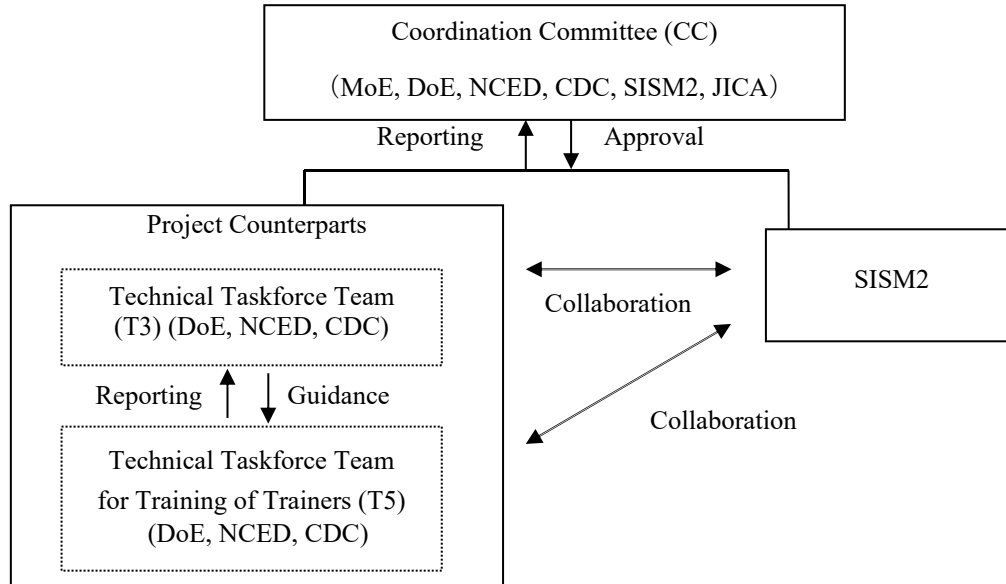 Coordination Committee (CC)
（MoE, DoE, NCED, CDC, SISM2, JICA）
Reporting
Approval
Project Counterparts
Technical Taskforce Team
(T3) (DoE, NCED, CDC)
Reporting
Guidance
Technical Taskforce Team
for Training of Trainers (T5)
(DoE, NCED, CDC)
SISM2
Collaboration
Collaboration